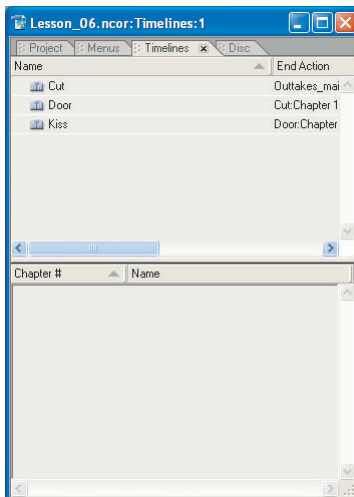 Lesson_06.ncor:Timelines:1
Project Menus Timelines Disc
Name End Action
Cut Outtakes_mai
Door Cut:Chapter 1
Kiss Door:Chapter
Chapter # Name